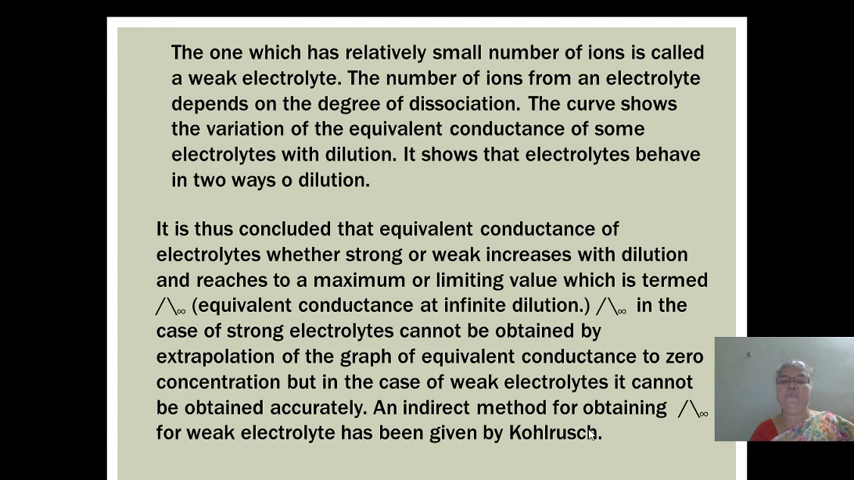 The one which has relatively small number of ions is called
a weak electrolyte. The number of ions from an electrolyte
depends on the degree of dissociation. The curve shows
the variation of the equivalent conductance of some
electrolytes with dilution. It shows that electrolytes behave
in two ways o dilution.
It is thus concluded that equivalent conductance of
electrolytes whether strong or weak increases with dilution
and reaches to a maximum or limiting value which is termed
/\∞ (equivalent conductance at infinite dilution.) /\∞ in the
case of strong electrolytes cannot be obtained by
extrapolation of the graph of equivalent conductance to zero
concentration but in the case of weak electrolytes it cannot
be obtained accurately. An indirect method for obtaining /\∞
for weak electrolyte has been given by Kohlrusch.